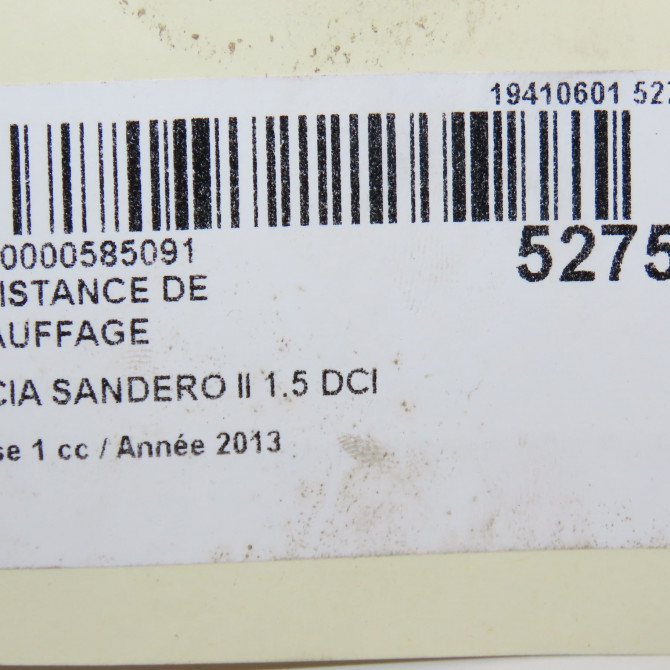 19410601 527
0000585091
5275
ISTANCE DE
AUFFAGE
CIA SANDERO II 1.5 DCI
se 1 cc / Année 2013